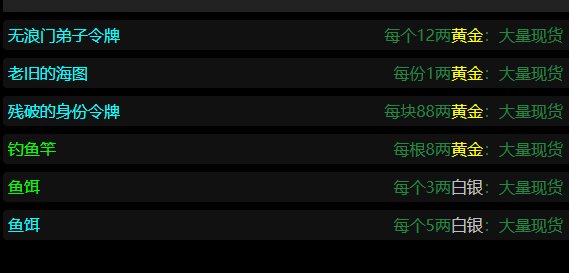 无浪门弟子令牌 每个12两黄金：大量现货
老旧的海图 每份1两黄金：大量现货
残破的身份令牌 每块88两黄金：大量现货
钓鱼竿 每根8两黄金：大量现货
鱼饵 每个3两白银：大量现货
鱼饵 每个5两白银：大量现货